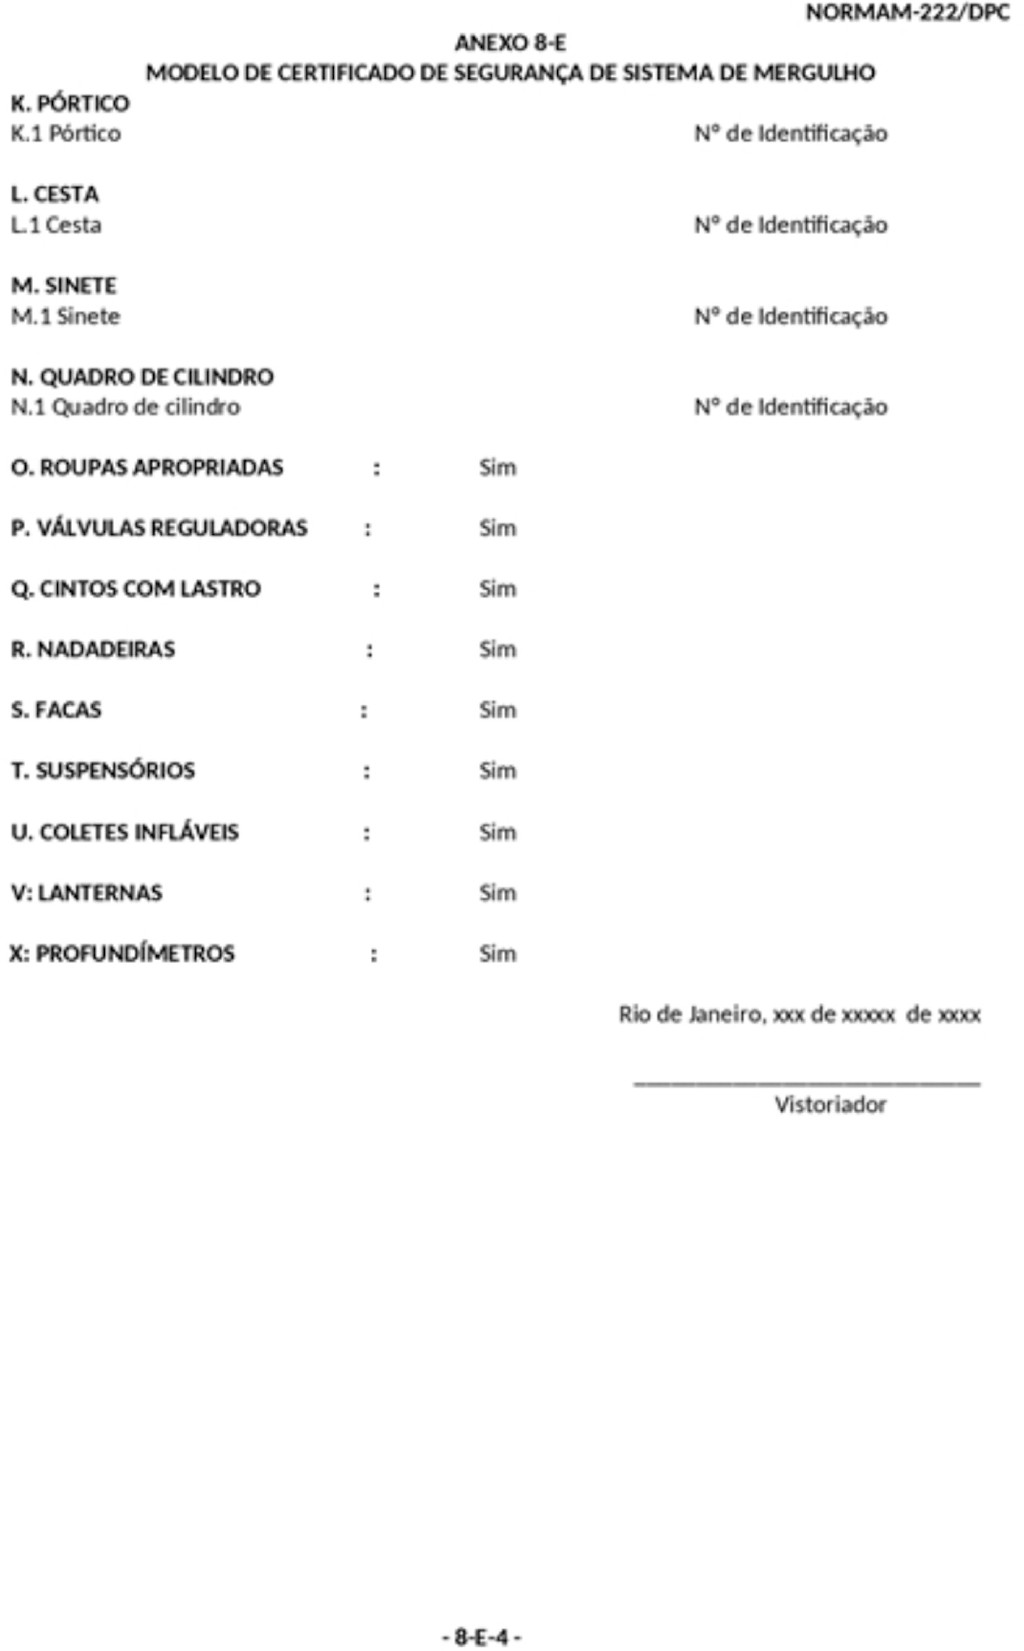 NORMAM-222/DPC
ANEXO 8-E
MODELO DE CERTIFICADO DE SEGURANÇA DE SISTEMA DE MERGULHO
K. PÓRTICO
K.1 Pórtico Nº de Identificação
L. CESTA
L.1 Cesta Nº de Identificação
M. SINETE
M.1 Sinete Nº de Identificação
N. QUADRO DE CILINDRO
N.1 Quadro de cilindro Nº de Identificação
O. ROUPAS APROPRIADAS : Sim
P. VÁLVULAS REGULADORAS : Sim
Q. CINTOS COM LASTRO : Sim
R. NADADEIRAS : Sim
S. FACAS : Sim
T. SUSPENSÓRIOS : Sim
U. COLETES INFLÁVEIS : Sim
V: LANTERNAS : Sim
X: PROFUNDÍMETROS : Sim
Rio de Janeiro, xxx de xxxxx de xxxx
Vistoriador
- 8-E-4 -